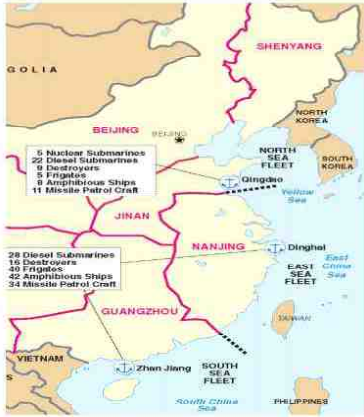 SHENYANG
GOLIA
BEIJING
BEIJING
NORTH
KOREA
SOUTH
KOREA
5 Nuclear Submarines
22 Diesel Submarines
8 Destroyers
5 Frigates
8 Amphibious Ships
11 Missile Patrol Craft
NORTH
SEA
FLEET
Qingdao
Yellow
Sea
JINAN
NANJING
Dinghai
28 Diesel Submarines
16 Destroyers
40 Frigates
42 Amphibious Ships
34 Missile Patrol Craft
EAST
SEA
FLEET
East
China
Sea
GUANGZHOU
TAIWAN
VIETNAM
Zhan Jiang
SOUTH
SEA
FLEET
South China
Sea
PHILIPPINES